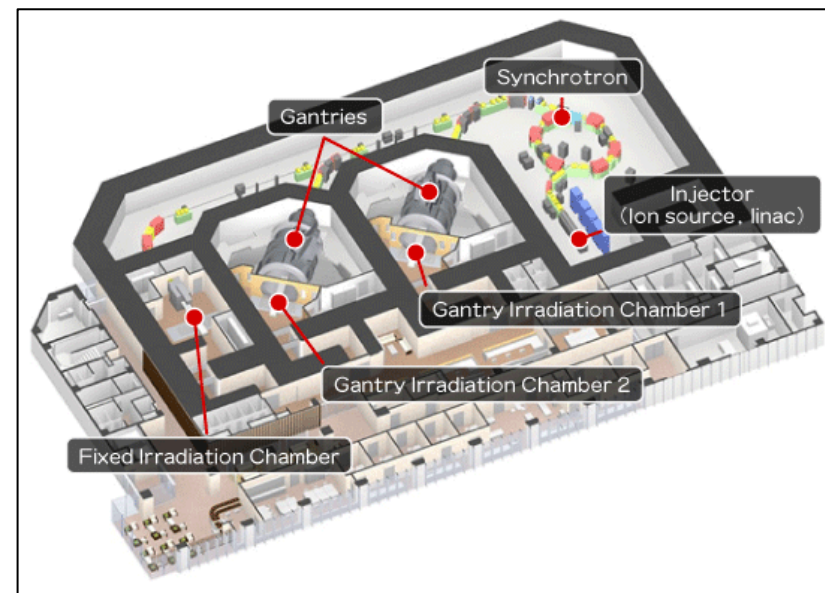 Synchrotron
Gantries
Injector
(Ion source, linac)
Gantry Irradiation Chamber 1
Gantry Irradiation Chamber 2
Fixed Irradiation Chamber